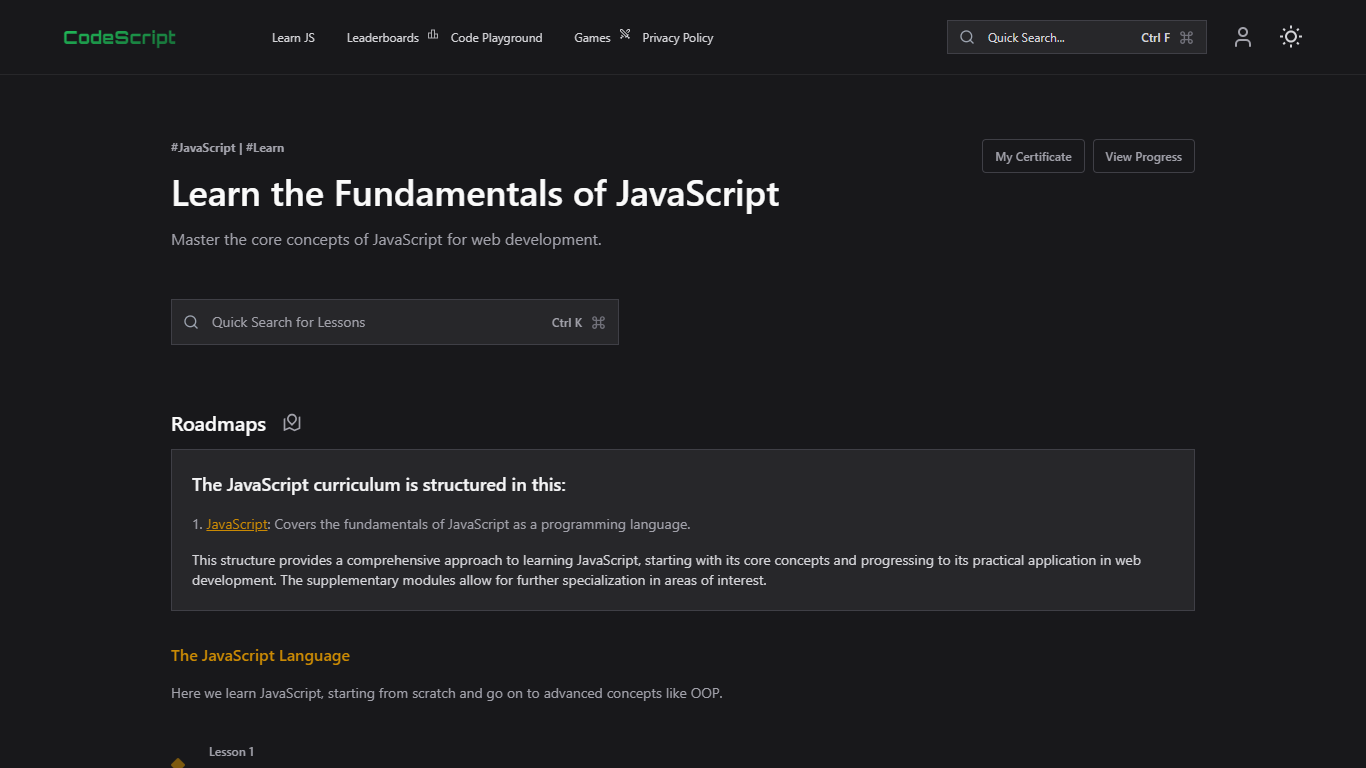 CodeScript
Learn JS
Leaderboards
Code Playground
Games
Privacy Policy
Quick Search...
Ctrl F
#JavaScript | #Learn
My Certificate
View Progress
Learn the Fundamentals of JavaScript
Master the core concepts of JavaScript for web development.
Quick Search for Lessons
Ctrl K
Roadmaps
The JavaScript curriculum is structured in this:
1. JavaScript: Covers the fundamentals of JavaScript as a programming language.
This structure provides a comprehensive approach to learning JavaScript, starting with its core concepts and progressing to its practical application in web
development. The supplementary modules allow for further specialization in areas of interest.
The JavaScript Language
Here we learn JavaScript, starting from scratch and go on to advanced concepts like OOP.
Lesson 1